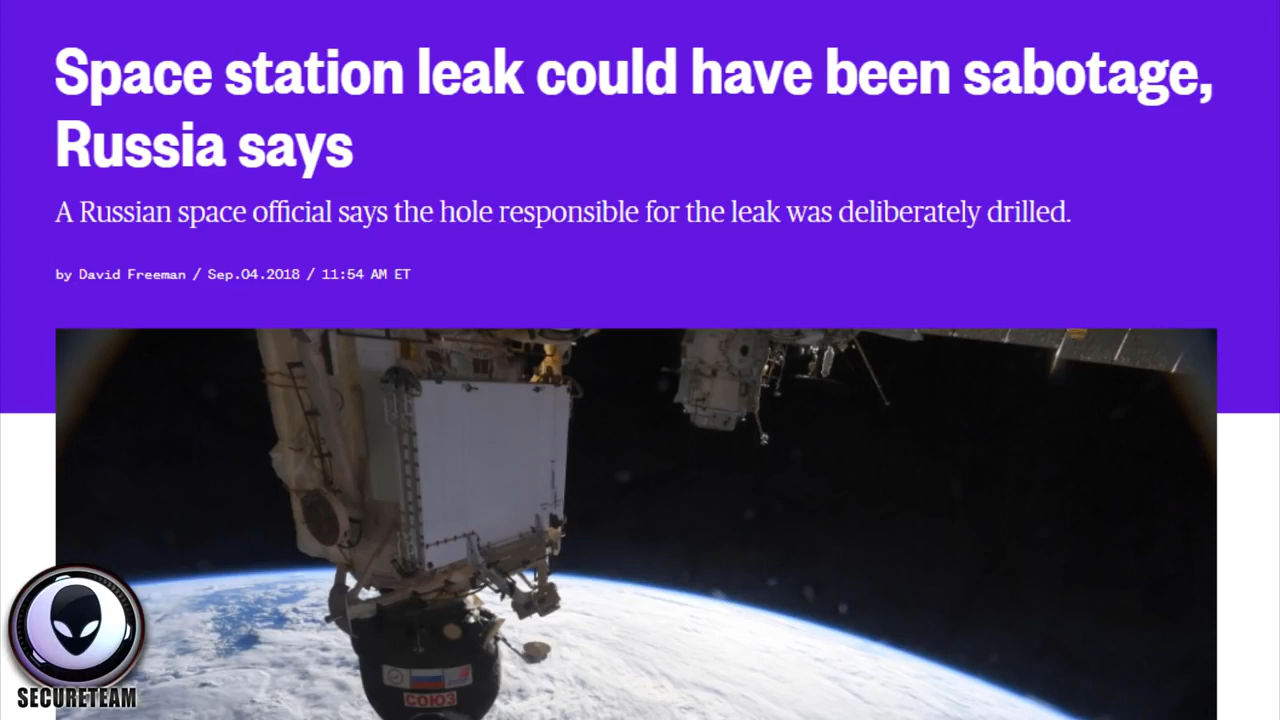 Space station leak could have been sabotage,
Russia says
A Russian space official says the hole responsible for the leak was deliberately drilled.
by David Freeman / Sep.04.2018 / 11:54 AM ET
СОЮЗ
SECURETEAM